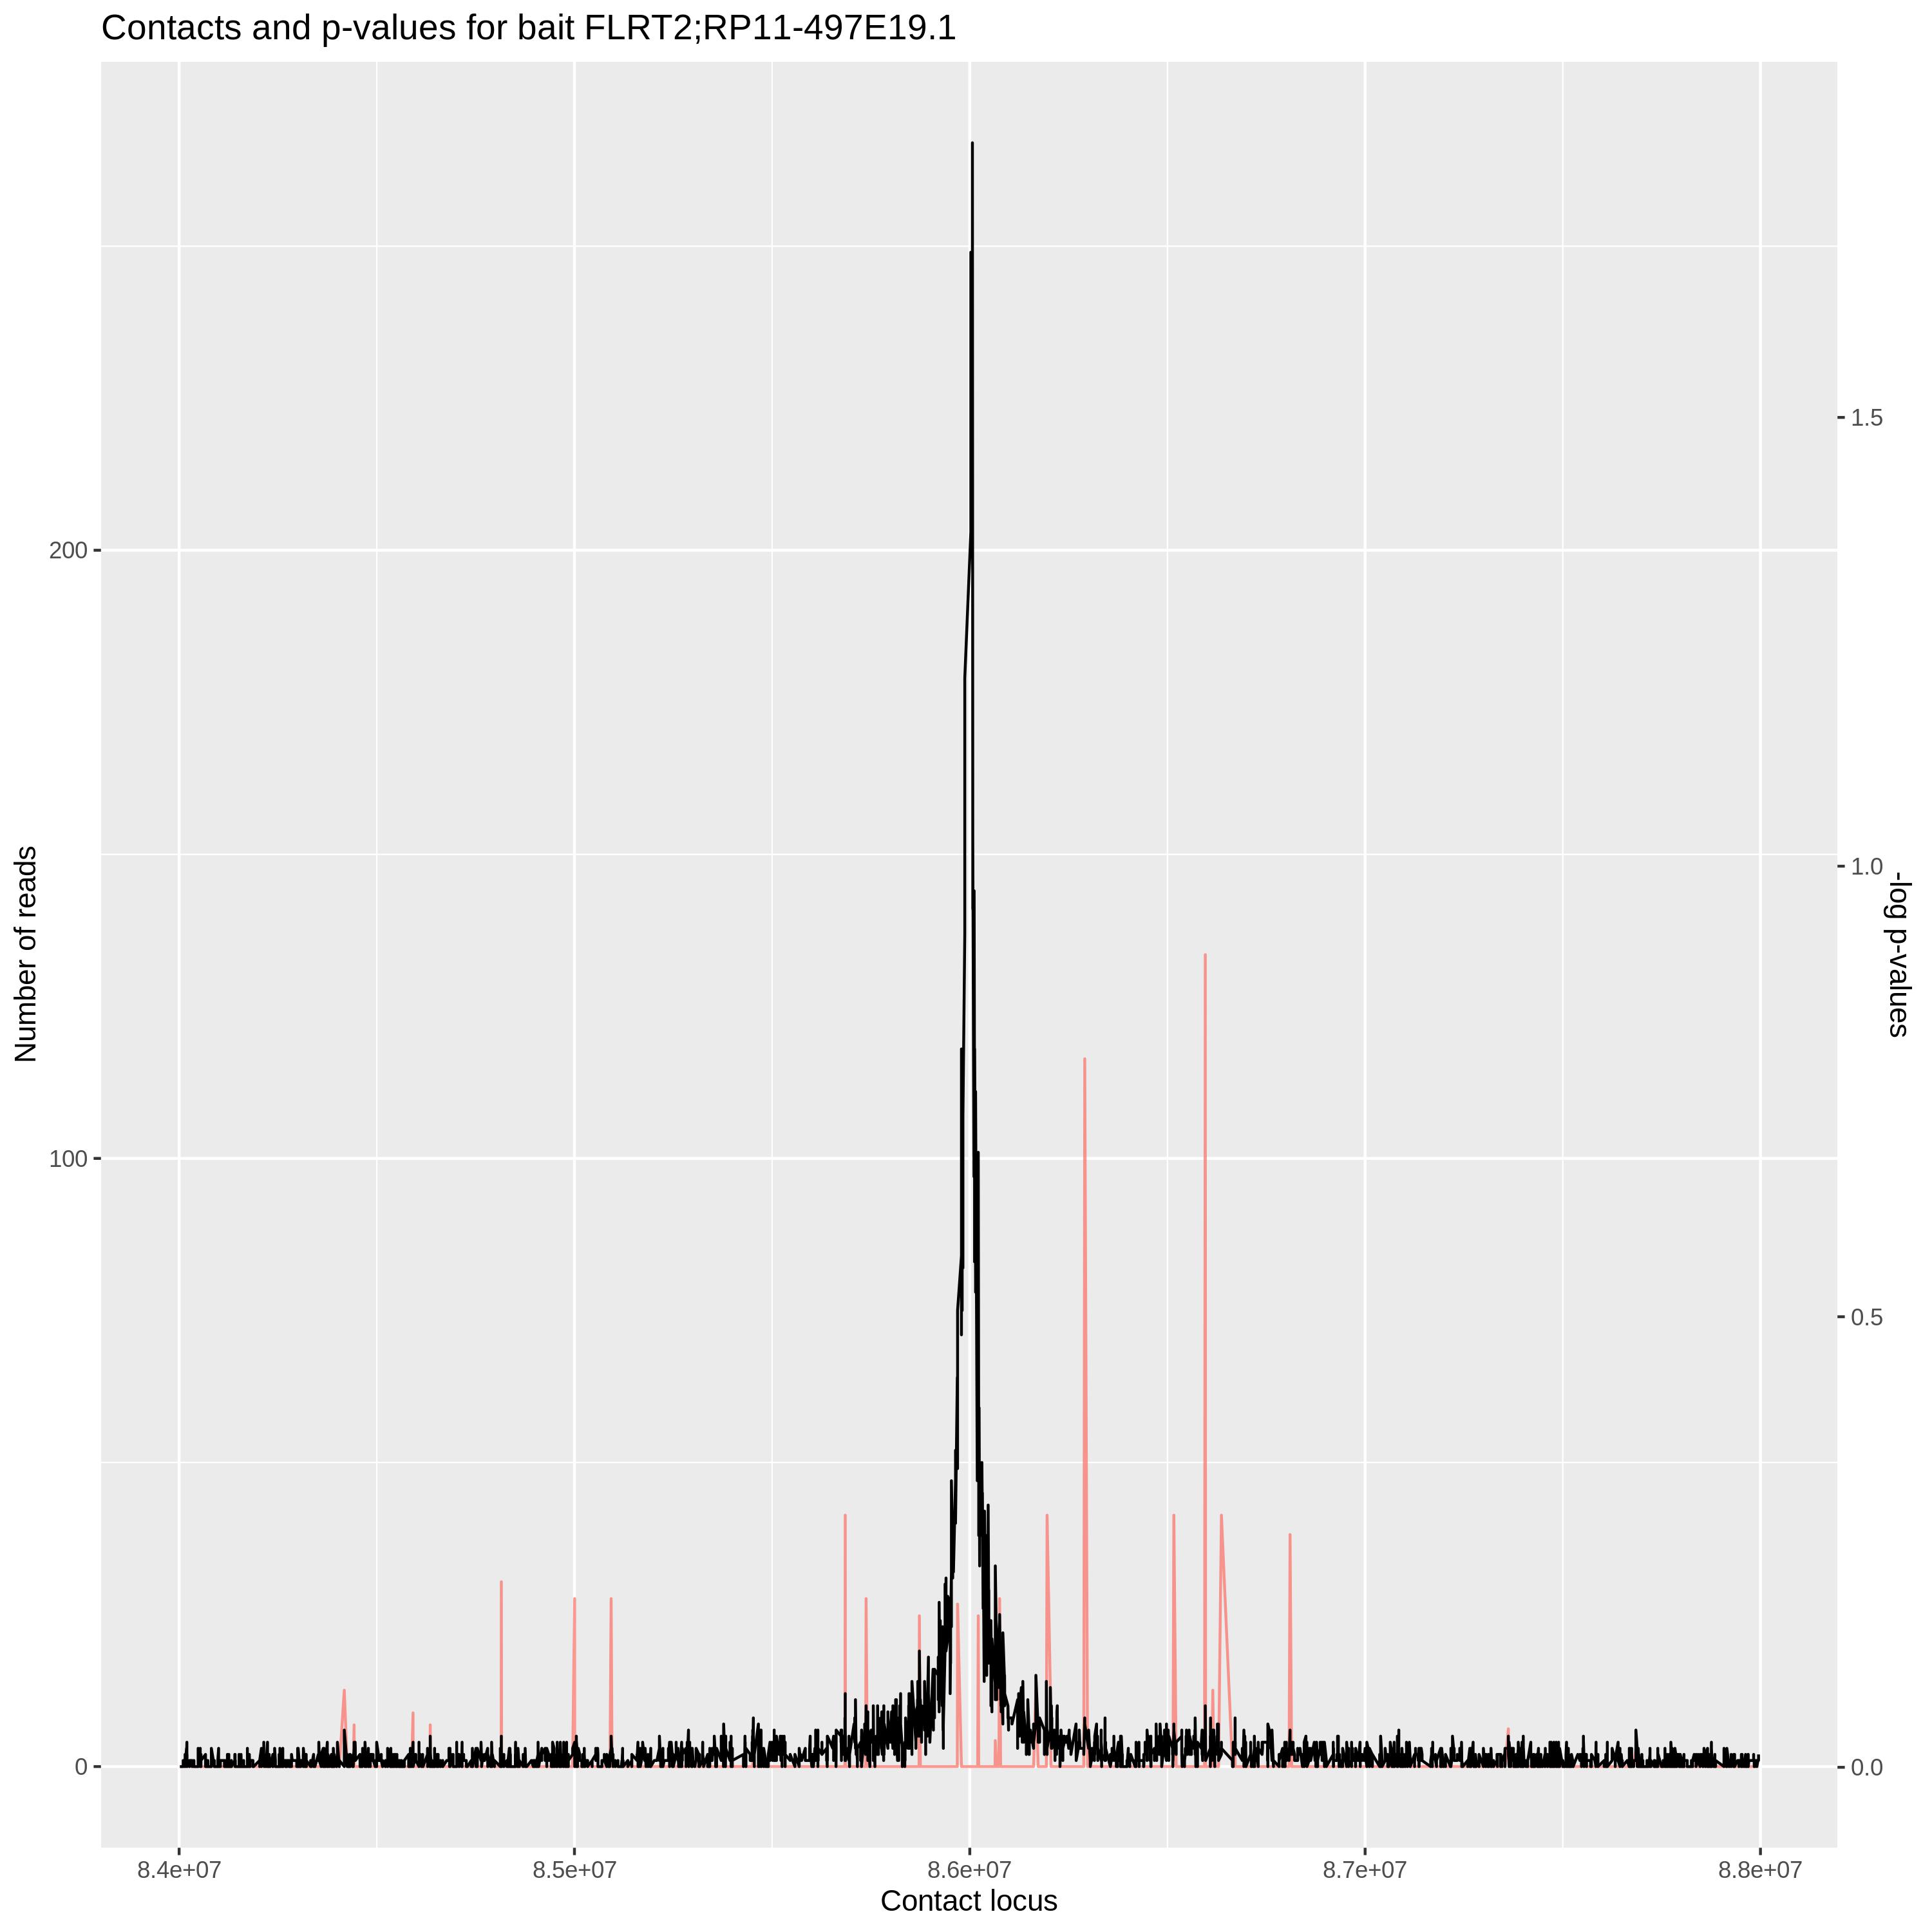 Contacts and p-values for bait FLRT2;RP11-497E19.1
Number of reads
200
100
0
1.5
1.0
0.5
0.0
-log p-values
8.4e+07 8.5e+07 8.6e+07 8.7e+07 8.8e+07
Contact locus